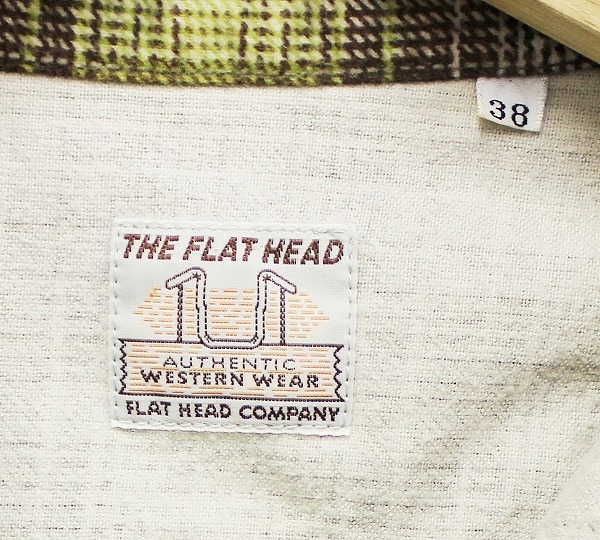 38
THE FLAT HEAD
AUTHENTIC
WESTERN WEAR
FLAT HEAD COMPANY